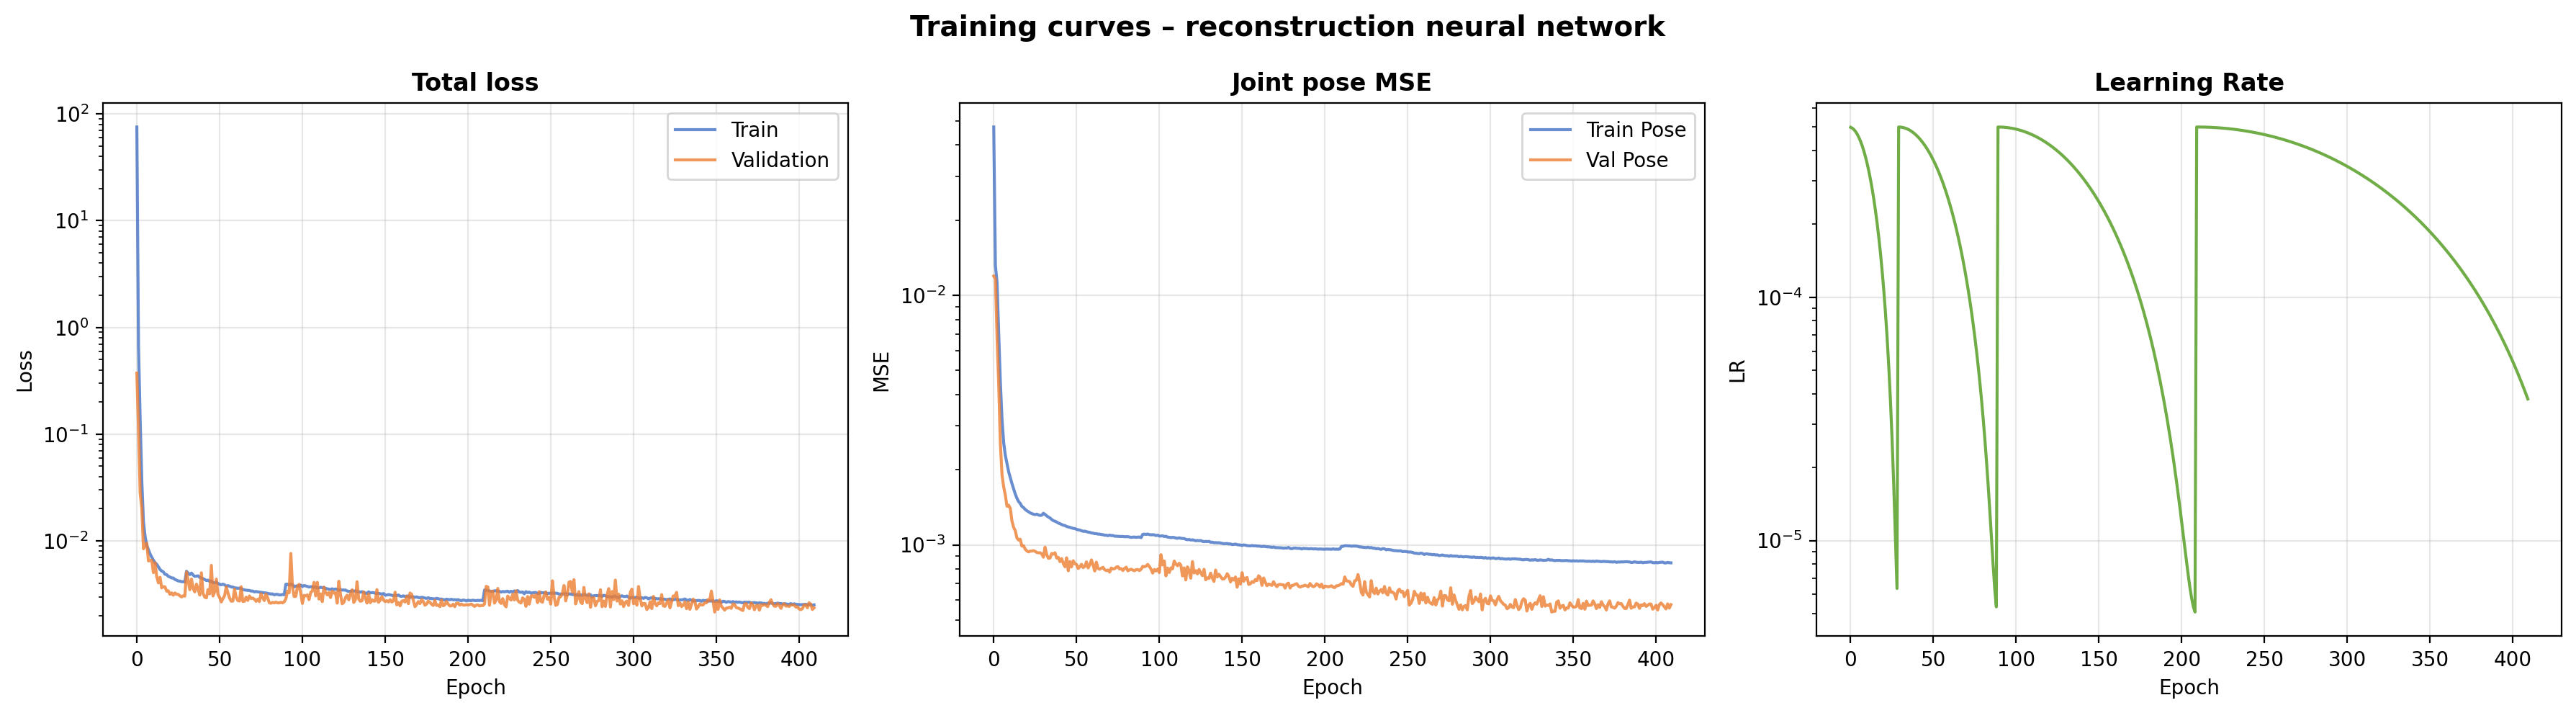 Training curves – reconstruction neural network
Total loss
10²
10¹
10⁰
10⁻¹
10⁻²
Loss
0 50 100 150 200 250 300 350 400
Epoch
Train
Validation
Joint pose MSE
10⁻²
10⁻³
MSE
0 50 100 150 200 250 300 350 400
Epoch
Train Pose
Val Pose
Learning Rate
10⁻⁴
10⁻⁵
LR
0 50 100 150 200 250 300 350 400
Epoch